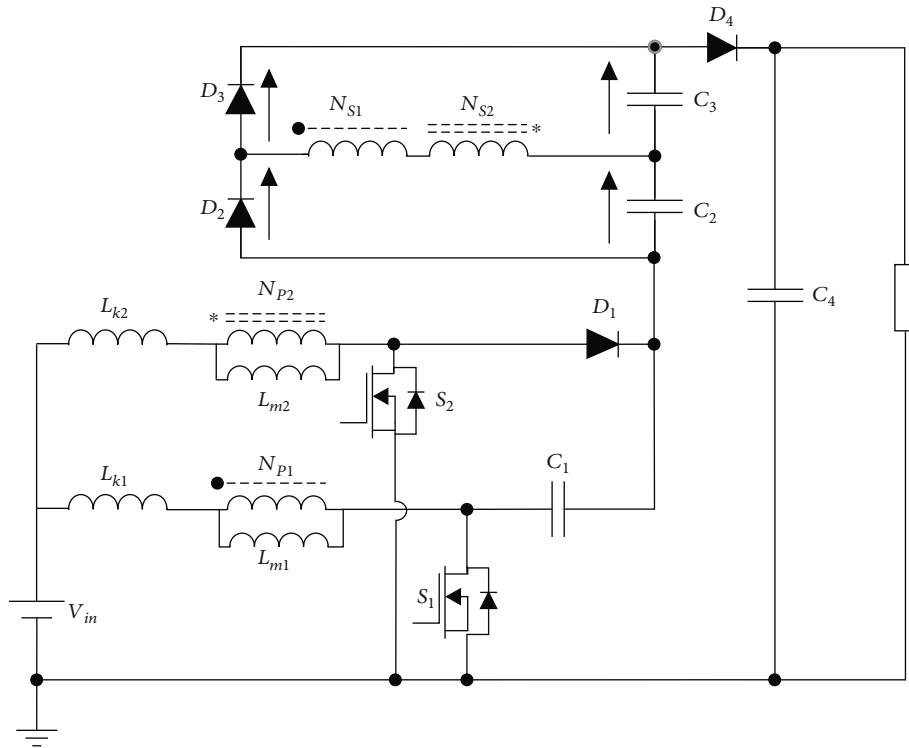 D4
D3
NS1
NS2
*
C3
D2
C2
Lk2
NP2
*
D1
C4
Lm2
S2
Lk1
NP1
C1
Lm1
S1
Vin